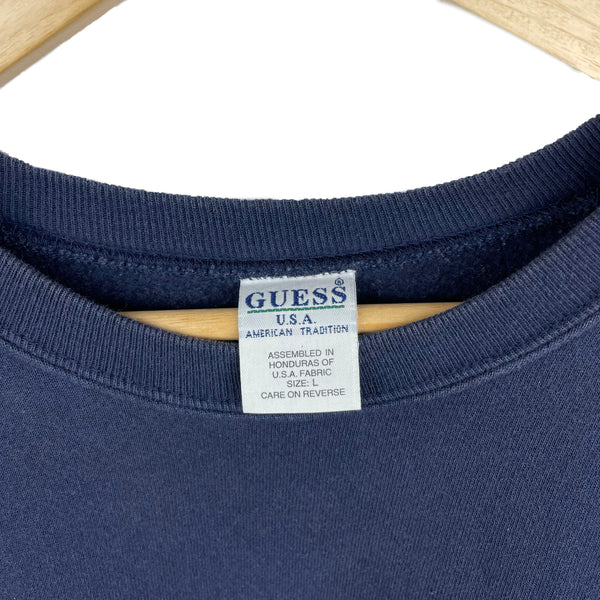 GUESS®
U.S.A.
AMERICAN TRADITION
ASSEMBLED IN
HONDURAS OF
U.S.A. FABRIC
SIZE: L
CARE ON REVERSE